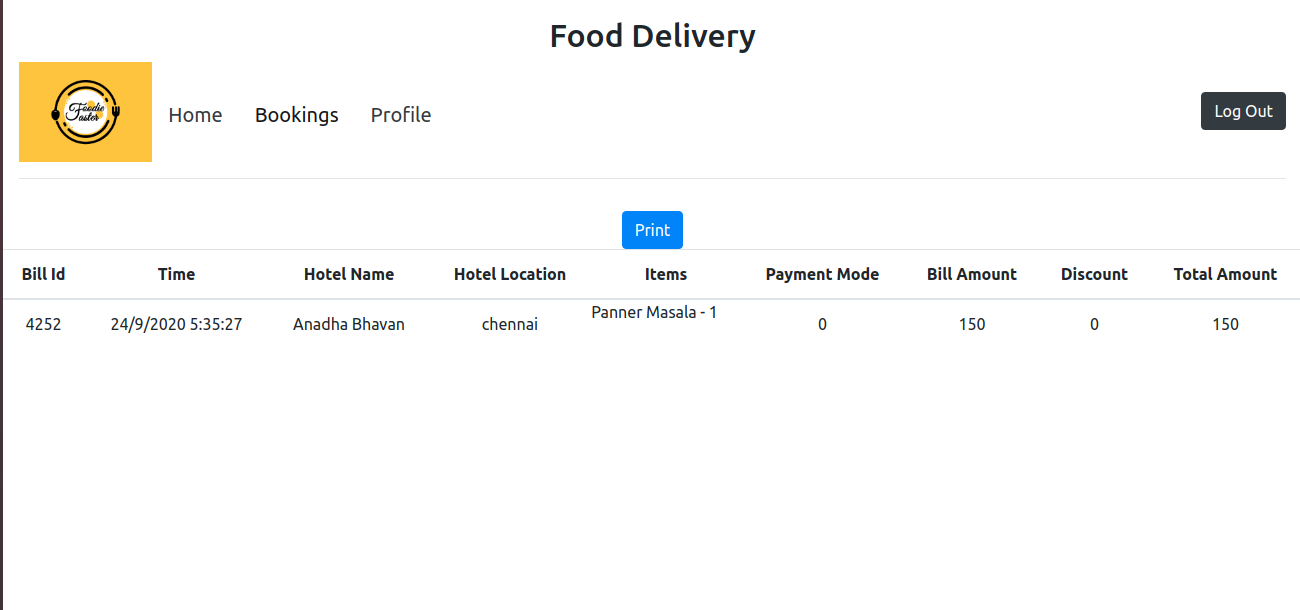 Food Delivery
Foodie
Taster
Home Bookings Profile
Log Out
Print
Bill Id Time Hotel Name Hotel Location Items Payment Mode Bill Amount Discount Total Amount
4252 24/9/2020 5:35:27 Anadha Bhavan chennai Panner Masala - 1 0 150 0 150